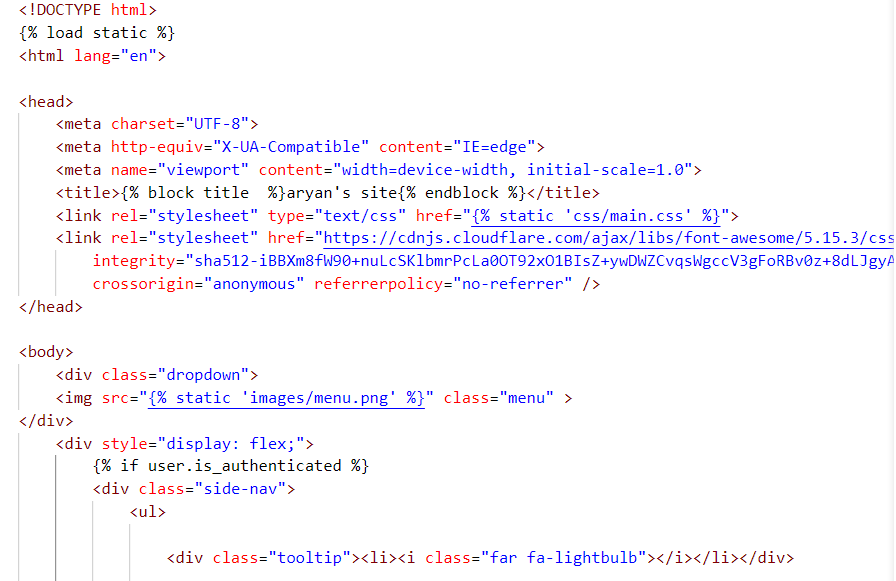 <!DOCTYPE html>
{% load static %}
<html lang="en">
<head>
<meta charset="UTF-8">
<meta http-equiv="X-UA-Compatible" content="IE=edge">
<meta name="viewport" content="width=device-width, initial-scale=1.0">
<title>{% block title  %}aryan's site{% endblock %}</title>
<link rel="stylesheet" type="text/css" href="{% static 'css/main.css' %}">
<link rel="stylesheet" href="https://cdnjs.cloudflare.com/ajax/libs/font-awesome/5.15.3/css
integrity="sha512-iBBXm8fW90+nuLcSKlbmrPcLa0OT92xO1BIsZ+ywDWZCvqsWgccV3gFoRBv0z+8dLJgyA
crossorigin="anonymous" referrerpolicy="no-referrer" />
</head>
<body>
<div class="dropdown">
<img src="{% static 'images/menu.png' %}" class="menu" >
</div>
<div style="display: flex;">
{% if user.is_authenticated %}
<div class="side-nav">
<ul>
<div class="tooltip"><li><i class="far fa-lightbulb"></i></li></div>